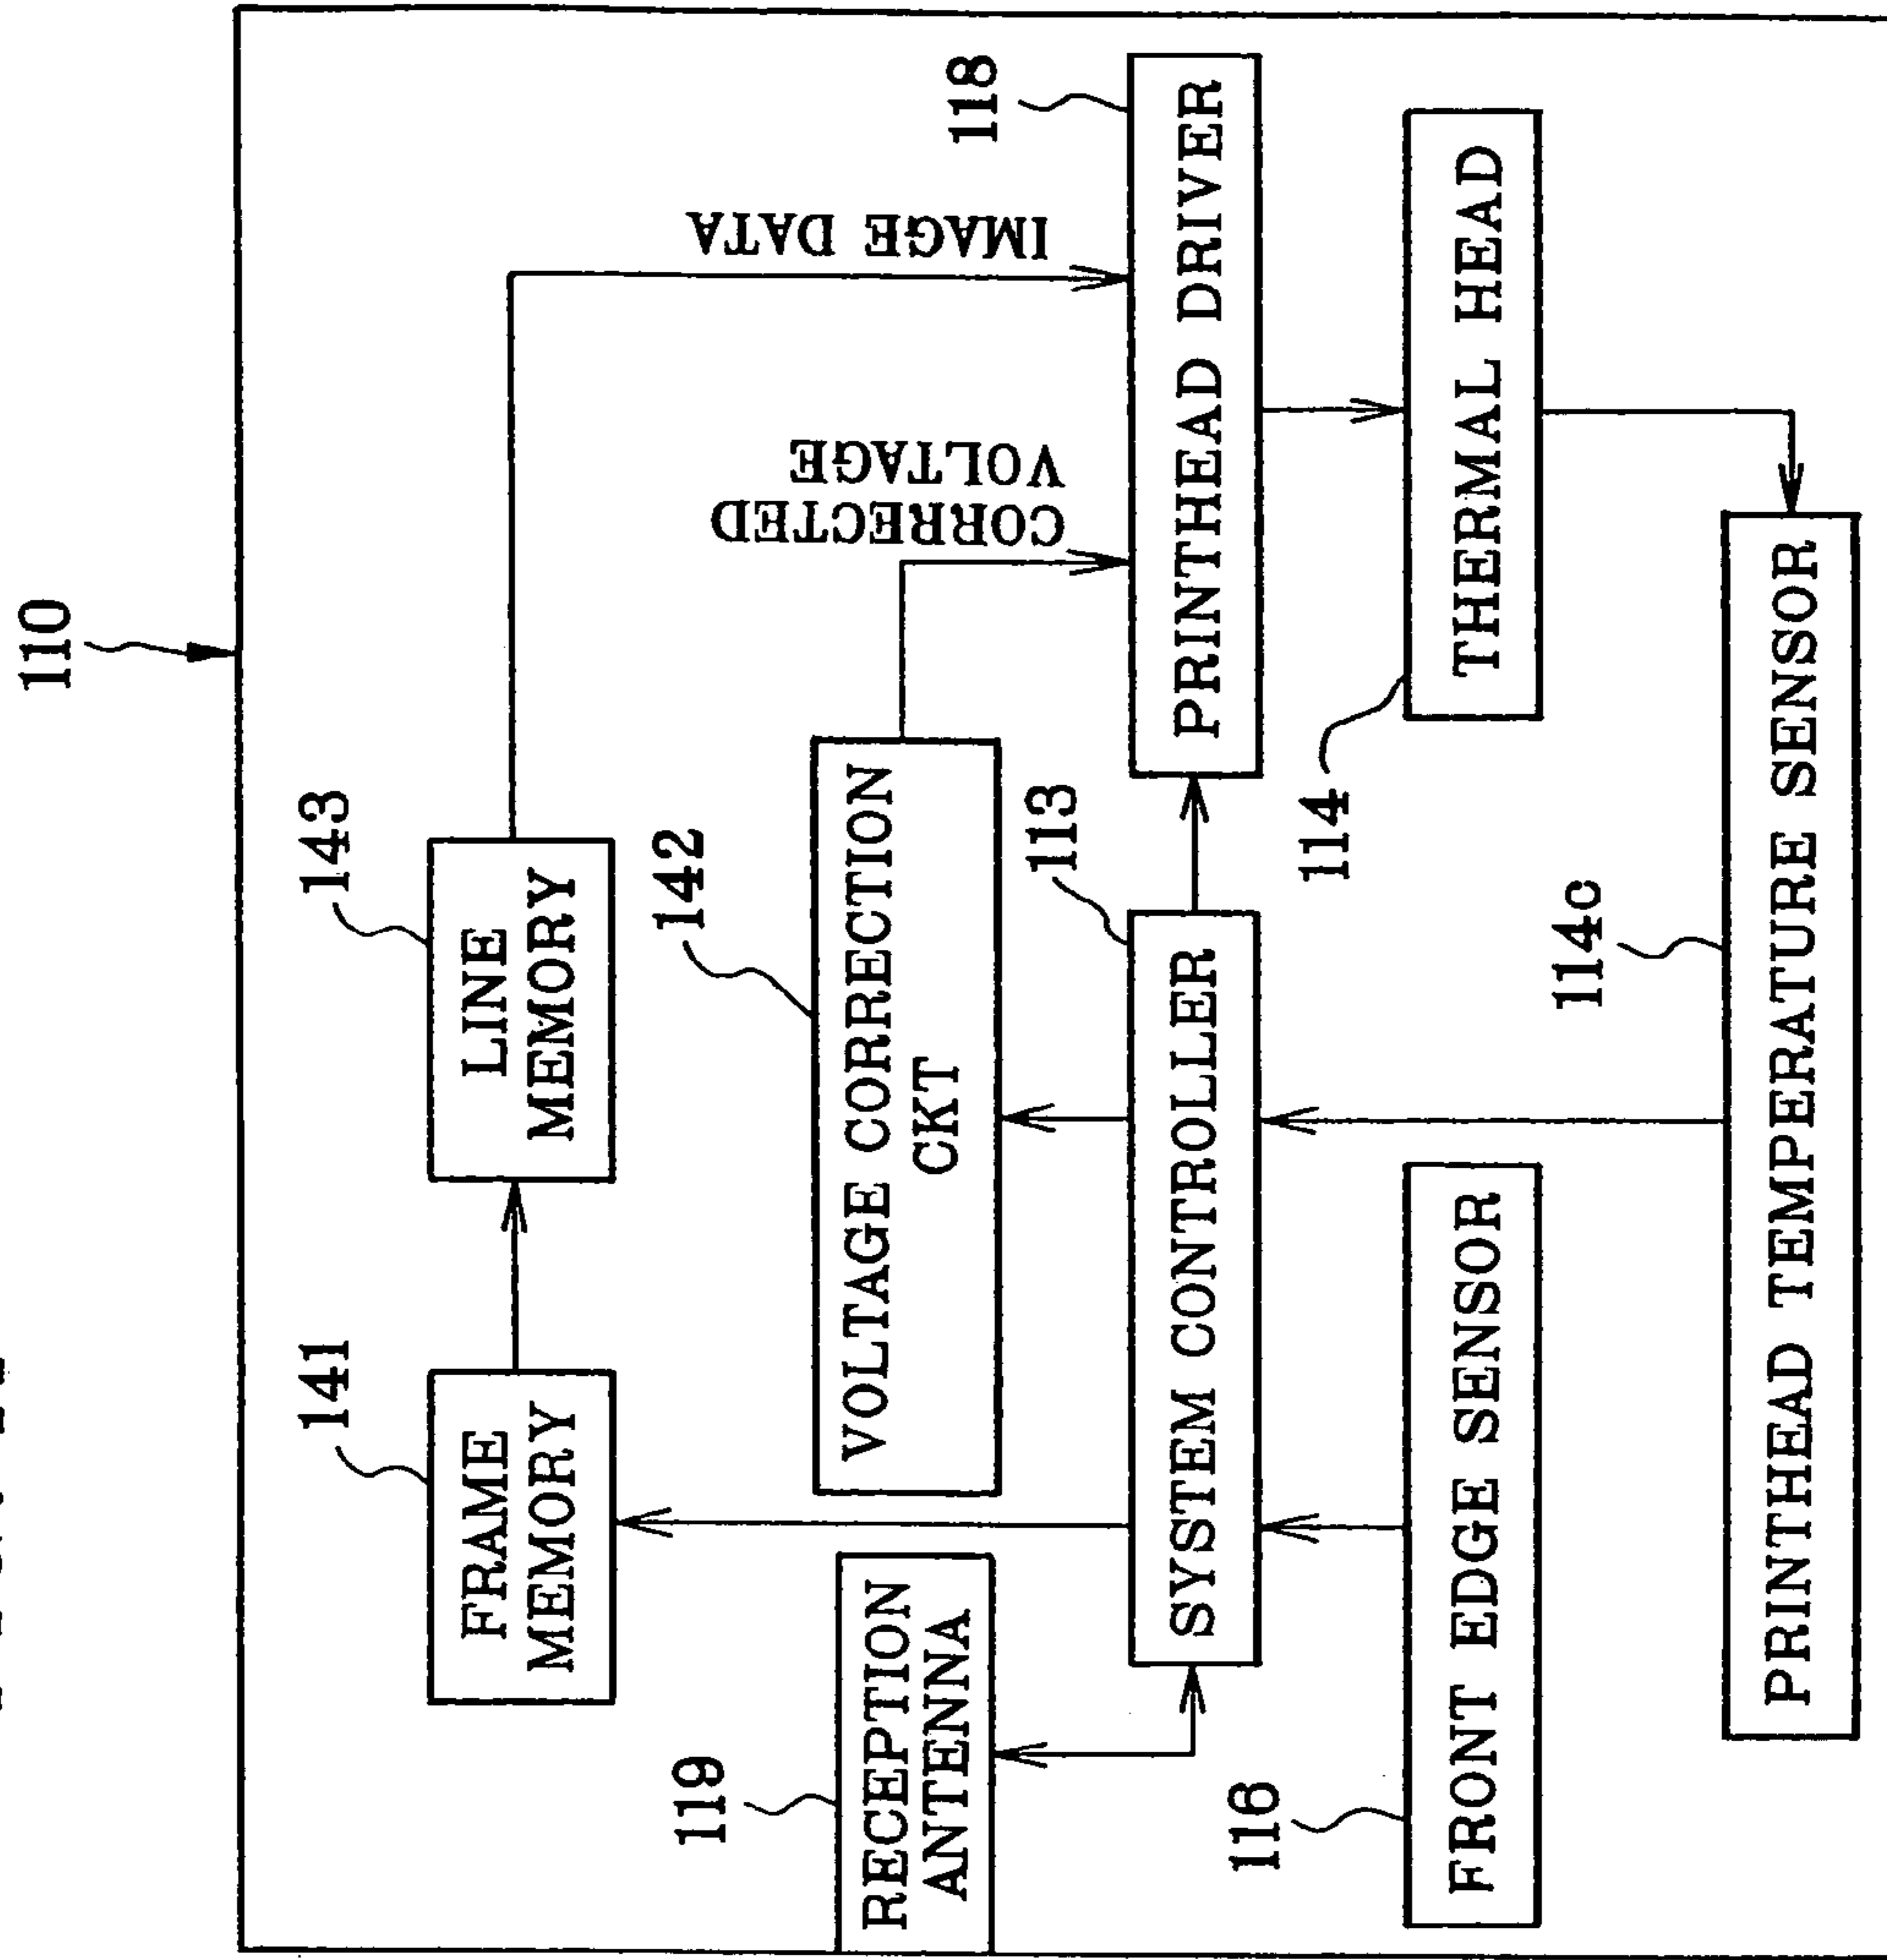 110
141
FRAME
MEMORY
143
LINE
MEMORY
IMAGE DATA
119
RECEPTION
ANTENNA
142
VOLTAGE CORRECTION
CKT
CORRECTED
VOLTAGE
113
SYSTEM CONTROLLER
118
PRINTHEAD DRIVER
116
FRONT EDGE SENSOR
114
THERMAL HEAD
114c
PRINTHEAD TEMPERATURE SENSOR